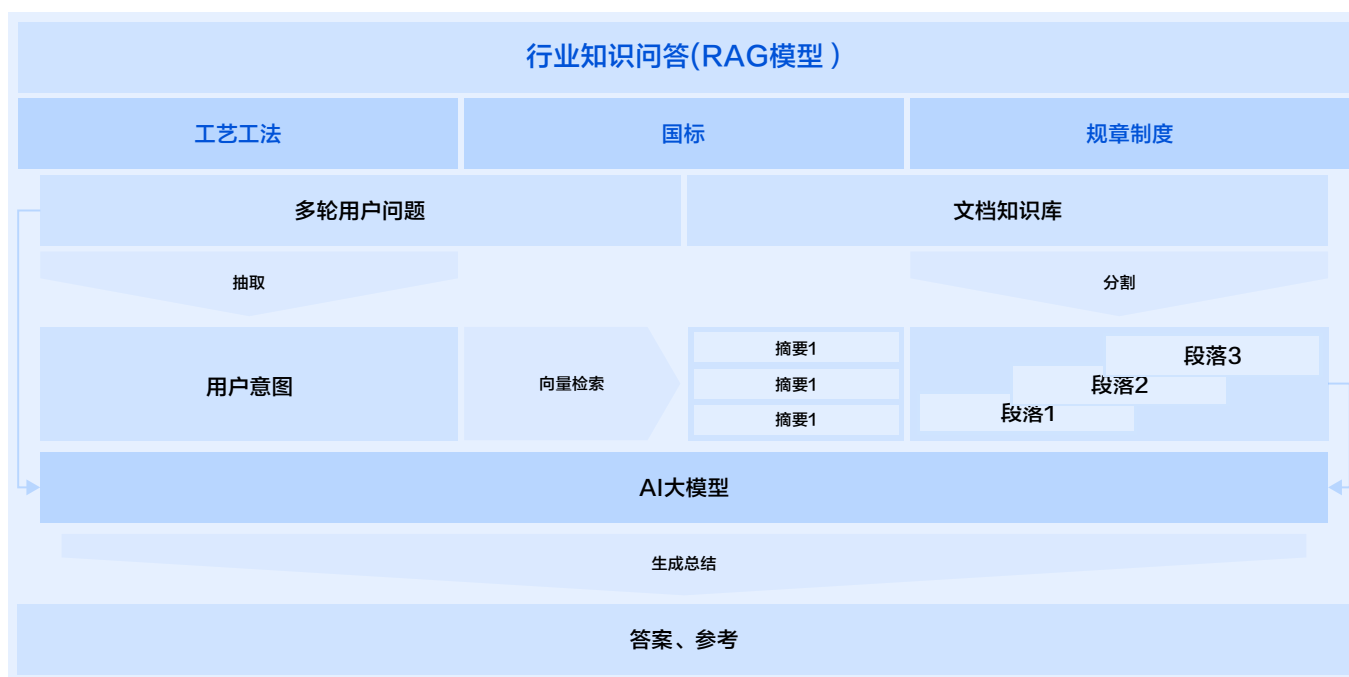 行业知识问答(RAG模型 )
工艺工法
国标
规章制度
多轮用户问题
文档知识库
抽取
分割
用户意图
向量检索
摘要1
摘要1
摘要1
段落3
段落2
段落1
AI大模型
生成总结
答案、参考